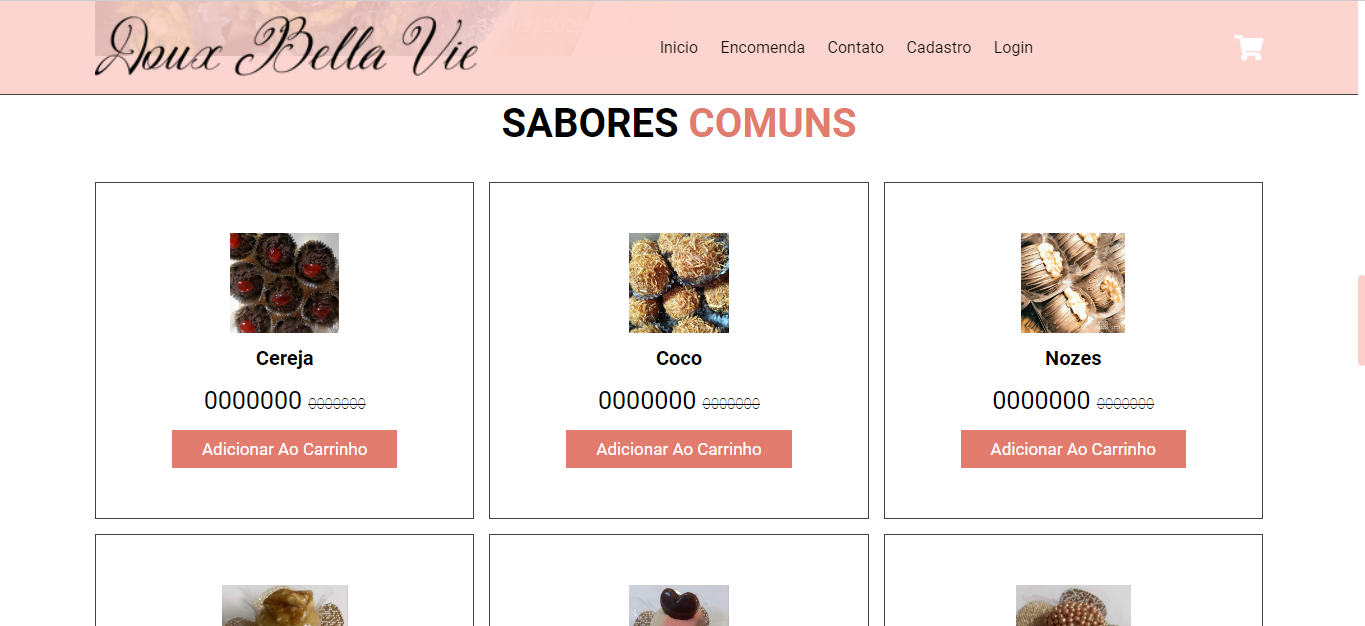 Doux Bella Vie
Inicio Encomenda Contato Cadastro Login
SABORES COMUNS
Cereja Coco Nozes
0000000 0000000 0000000 0000000 0000000 0000000
Adicionar Ao Carrinho Adicionar Ao Carrinho Adicionar Ao Carrinho